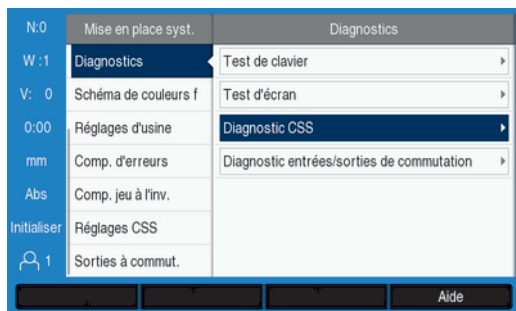 N:0
W :1
V: 0
0:00
mm
Abs
Initialiser
1
Mise en place syst.
Diagnostics
Schéma de couleurs f
Réglages d'usine
Comp. d'erreurs
Comp. jeu à l'inv.
Réglages CSS
Sorties à commut.
Diagnostics
Test de clavier
Test d'écran
Diagnostic CSS
Diagnostic entrées/sorties de commutation
Aide